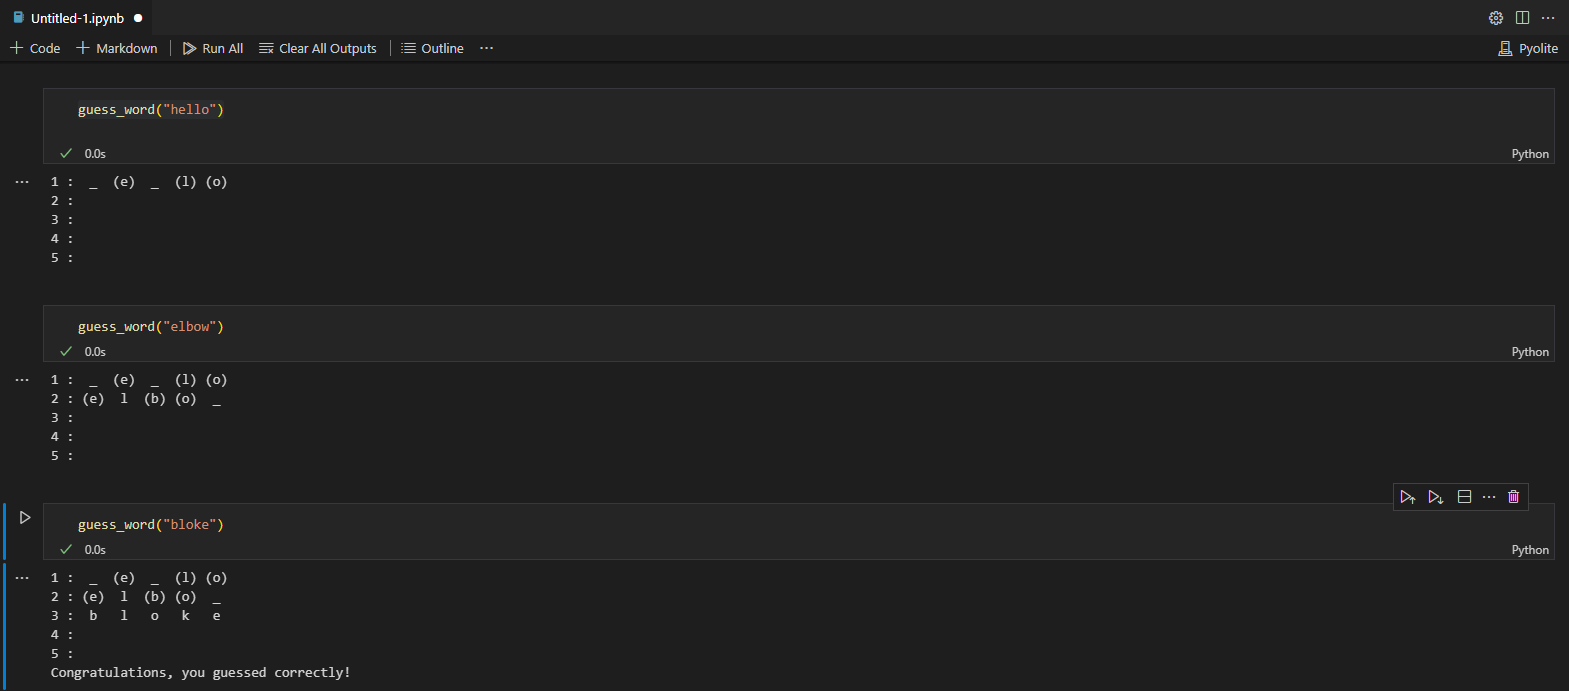 Untitled-1.ipynb
Code Markdown Run All Clear All Outputs Outline ... Pyolite
guess_word("hello")
0.0s Python
1 : _ (e) _ (l) (o)
2 :
3 :
4 :
5 :
guess_word("elbow")
0.0s Python
1 : _ (e) _ (l) (o)
2 : (e) l (b) (o) _
3 :
4 :
5 :
guess_word("bloke")
0.0s Python
1 : _ (e) _ (l) (o)
2 : (e) l (b) (o) _
3 : b l o k e
4 :
5 :
Congratulations, you guessed correctly!